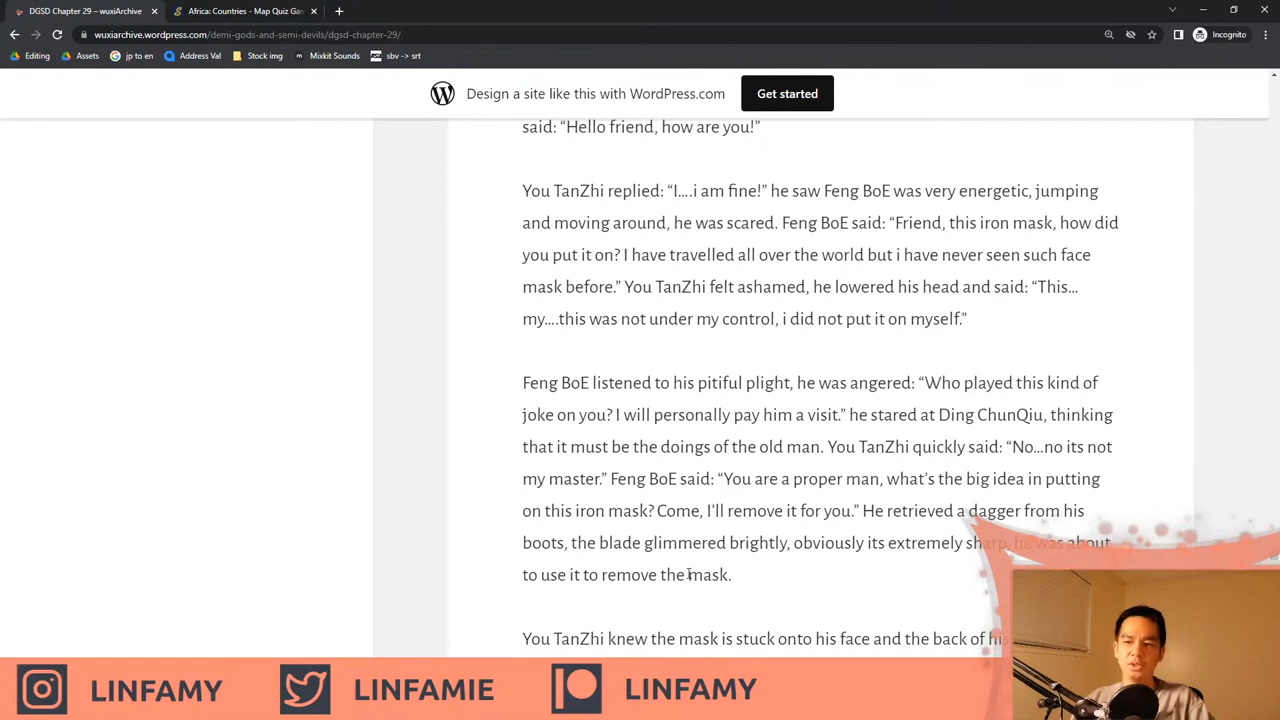 DGSD Chapter 29 – wuxiArchive
Africa: Countries - Map Quiz Gam
wuxiarchive.wordpress.com/demi-gods-and-semi-devils/dgsd-chapter-29/
Incognito
Editing
Assets
jp to en
Address Val
Stock img
Mixkit Sounds
sbv -> srt
Design a site like this with WordPress.com
Get started
said: “Hello friend, how are you!”
You TanZhi replied: “I….i am fine!” he saw Feng BoE was very energetic, jumping
and moving around, he was scared. Feng BoE said: “Friend, this iron mask, how did
you put it on? I have travelled all over the world but i have never seen such face
mask before.” You TanZhi felt ashamed, he lowered his head and said: “This…
my….this was not under my control, i did not put it on myself.”
Feng BoE listened to his pitiful plight, he was angered: “Who played this kind of
joke on you? I will personally pay him a visit.” he stared at Ding ChunQiu, thinking
that it must be the doings of the old man. You TanZhi quickly said: “No…no its not
my master.” Feng BoE said: “You are a proper man, what’s the big idea in putting
on this iron mask? Come, I’ll remove it for you.” He retrieved a dagger from his
boots, the blade glimmered brightly, obviously its extremely sharp, he was about
to use it to remove the mask.
You TanZhi knew the mask is stuck onto his face and the back of his
LINFAMY
LINFAMIE
LINFAMY